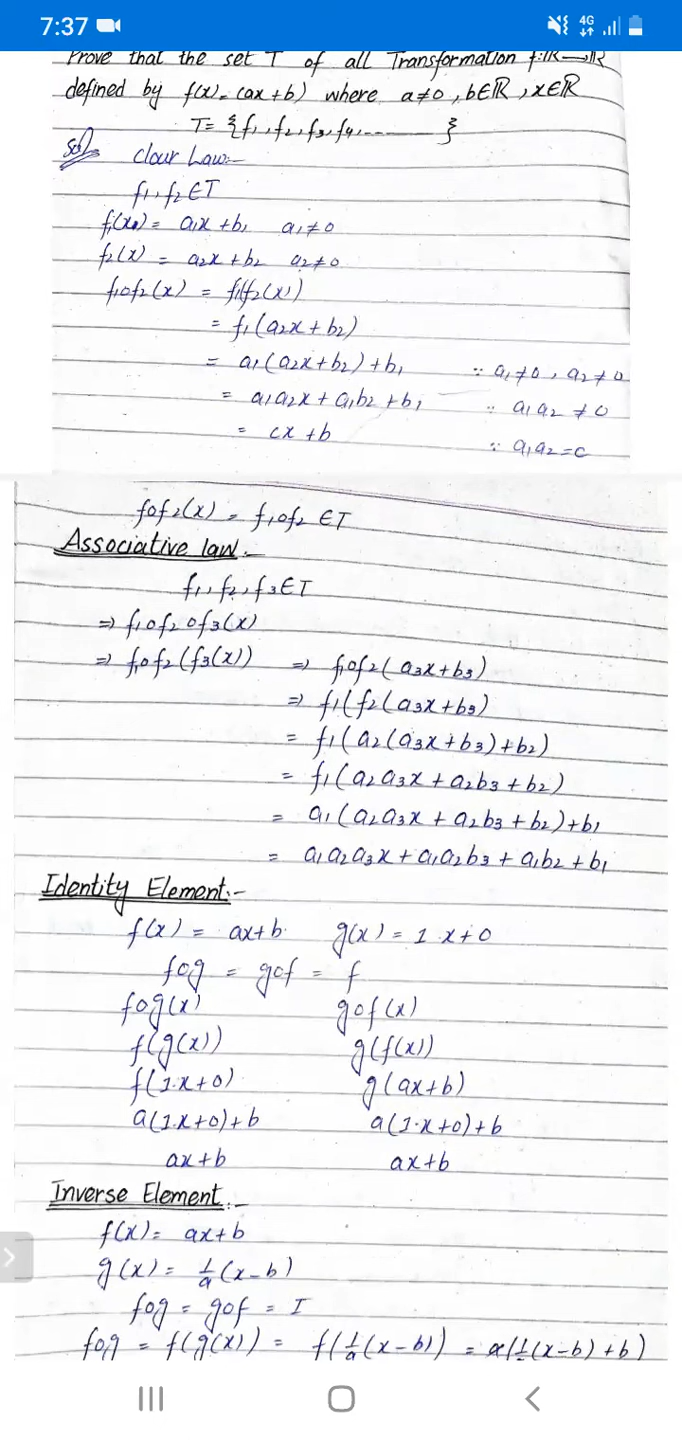 7:37
4G
Prove that the set T of all Transformation f:ℝ→ℝ
defined by f(x) = (ax+b) where a≠0, b∈ℝ, x∈ℝ
T= {f₁, f₂, f₃, f₄, ------ }
Sol
Clour Law:-
f₁, f₂ ∈T
f₁(x) = a₁x + b₁ a₁≠0
f₂(x) = a₂x + b₂ a₂≠0
f₁of₂(x) = f₁(f₂(x))
= f₁(a₂x + b₂)
= a₁(a₂x+b₂)+b₁ ∵ a₁≠0, a₂≠0
= a₁a₂x + a₁b₂ + b₁ ∵ a₁a₂ ≠0
= cx + b ∵ a₁a₂=c
fof₂(x) = f₁of₂ ∈T
Associative law:-
f₁, f₂, f₃∈T
⇒ f₁of₂of₃(x)
⇒ f₁of₂(f₃(x)) ⇒ f₁of₂(a₃x+b₃)
⇒ f₁(f₂(a₃x+b₃)
= f₁(a₂(a₃x+b₃)+b₂)
= f₁(a₂a₃x + a₂b₃ + b₂)
= a₁(a₂a₃x + a₂b₃ + b₂)+b₁
= a₁a₂a₃x + a₁a₂b₃ + a₁b₂ + b₁
Identity Element:-
f(x) = ax+b g(x) = 1·x+0
fog = gof = f
fog(x) gof(x)
f(g(x)) g(f(x))
f(1·x+0) g(ax+b)
a(1·x+0)+b a(1·x+0)+b
ax+b ax+b
Inverse Element:-
f(x)= ax+b
g(x)= 1/a (x-b)
fog = gof = I
fog = f(g(x)) = f(1/a(x-b)) = a(1/a(x-b)+b)